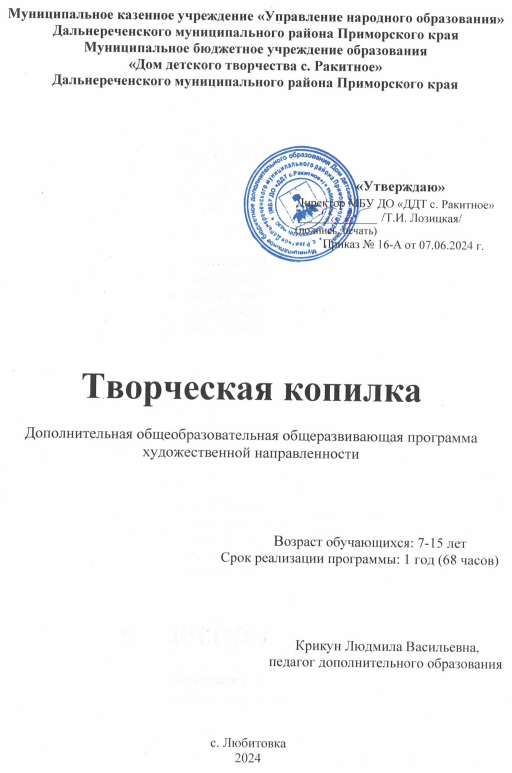 Муниципальное казенное учреждение «Управление народного образования»
Дальнереченского муниципального района Приморского края
Муниципальное бюджетное учреждение образования
«Дом детского творчества с. Ракитное»
Дальнереченского муниципального района Приморского края
«Утверждаю»
Директор МБУ ДО «ДДТ с. Ракитное»
/Т.И. Лозицкая/
(подпись, печать)
Приказ № 16-А от 07.06.2024 г.
Творческая копилка
Дополнительная общеобразовательная общеразвивающая программа
художественной направленности
Возраст обучающихся: 7-15 лет
Срок реализации программы: 1 год (68 часов)
Крикун Людмила Васильевна,
педагог дополнительного образования
с. Любитовка
2024